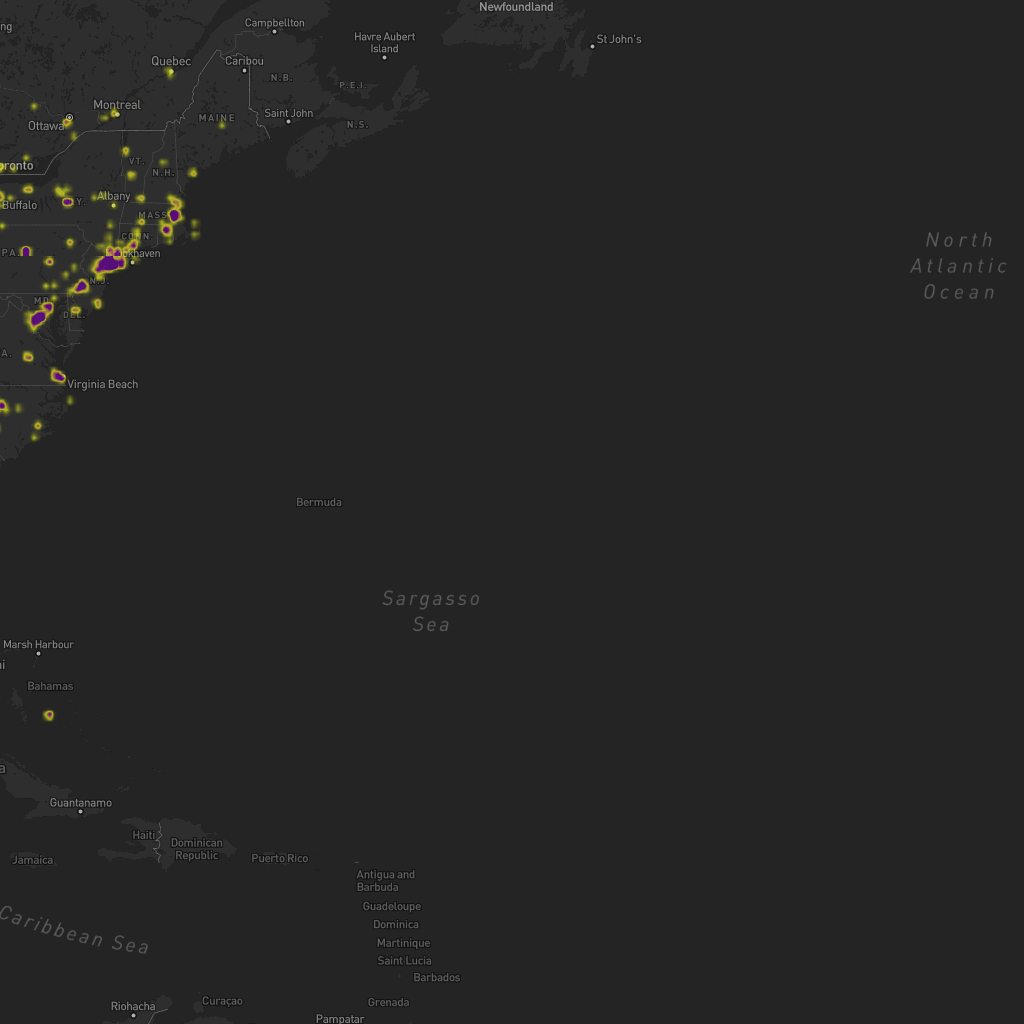 Newfoundland
Campbellton
ng
Havre Aubert
Island
St John's
Quebec
Caribou
N.B.
P.E.I.
Montreal
MAINE
Saint John
N.S.
Ottawa
VT.
pronto
N.H.
Albany
Buffalo
Y.
MASS
CONN.
North
Atlantic
Ocean
PA.
okhaven
N.J.
MD
DEL.
A.
Virginia Beach
Bermuda
Sargasso
Sea
Marsh Harbour
ni
Bahamas
a
Guantanamo
Haiti
Dominican
Republic
Jamaica
Puerto Rico
Antigua and
Barbuda
Guadeloupe
Caribbean Sea
Dominica
Martinique
Saint Lucia
Barbados
Riohacha
Curaçao
Grenada
Pampatar